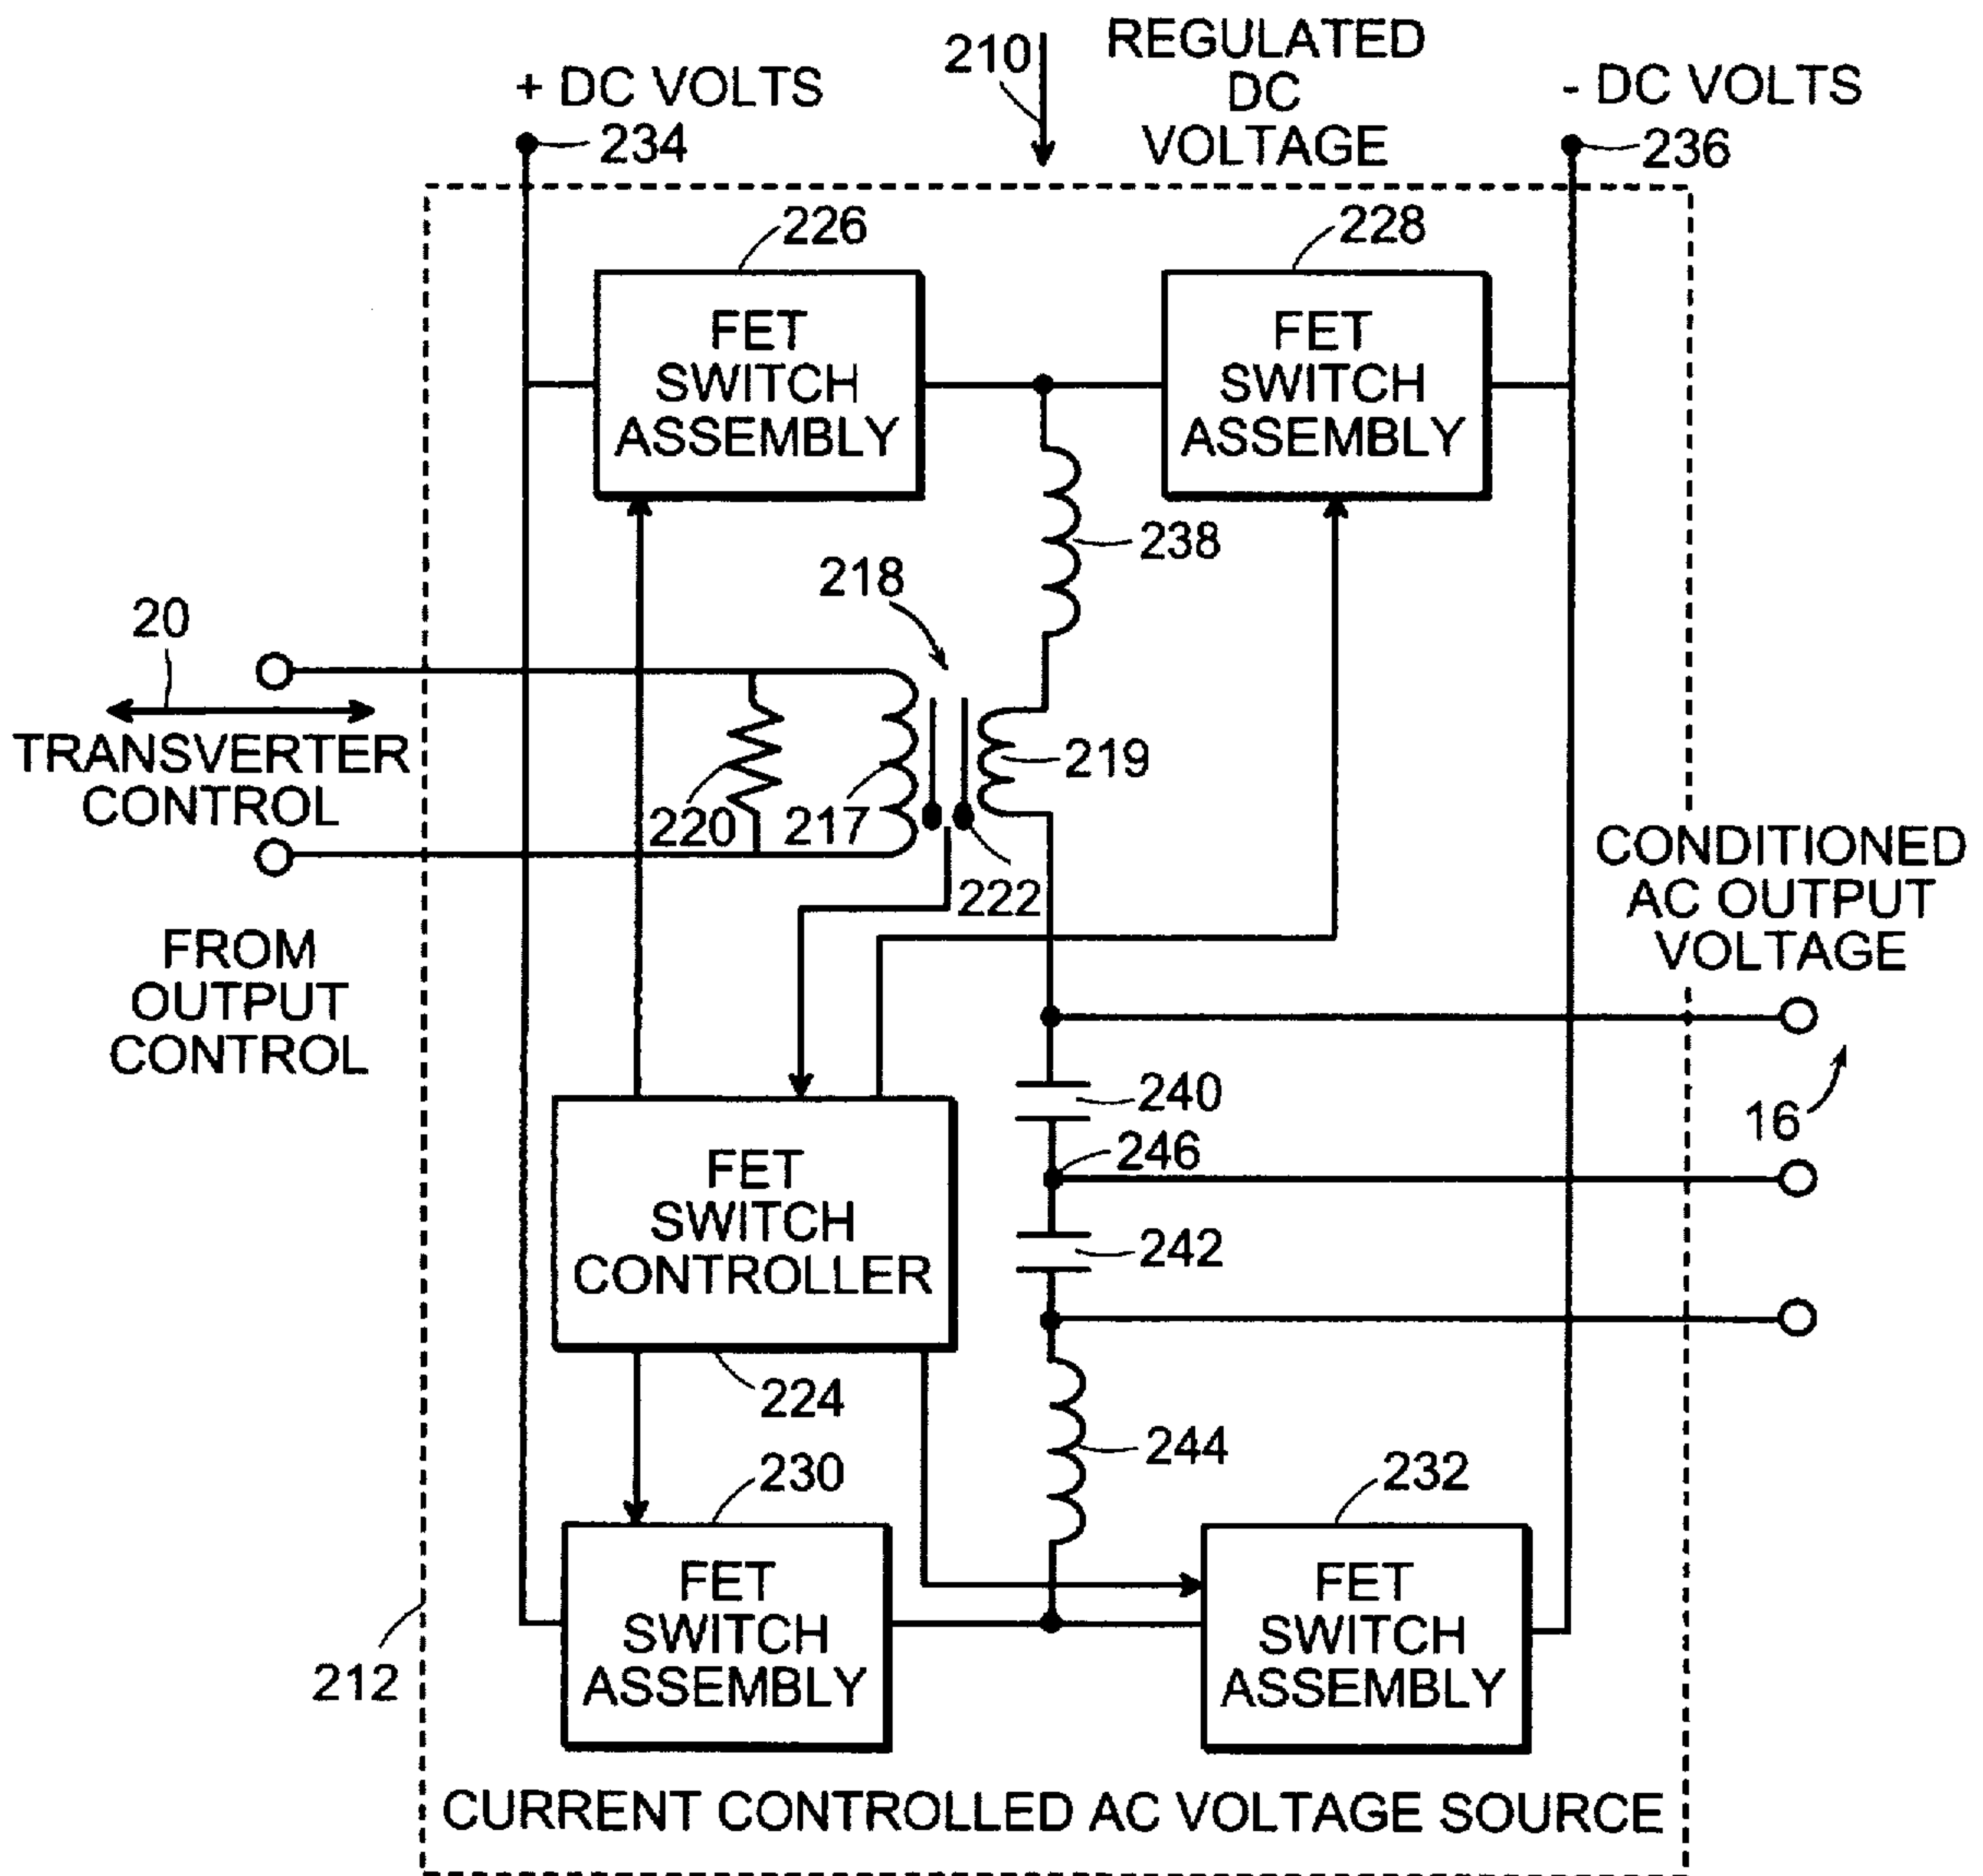 210
REGULATED
DC
VOLTAGE
+ DC VOLTS
234
- DC VOLTS
236
226
228
FET
SWITCH
ASSEMBLY
FET
SWITCH
ASSEMBLY
238
218
20
TRANSVERTER
CONTROL
220
217
219
222
FROM
OUTPUT
CONTROL
CONDITIONED
AC OUTPUT
VOLTAGE
240
16
246
FET
SWITCH
CONTROLLER
242
224
244
230
232
FET
SWITCH
ASSEMBLY
FET
SWITCH
ASSEMBLY
212
CURRENT CONTROLLED AC VOLTAGE SOURCE